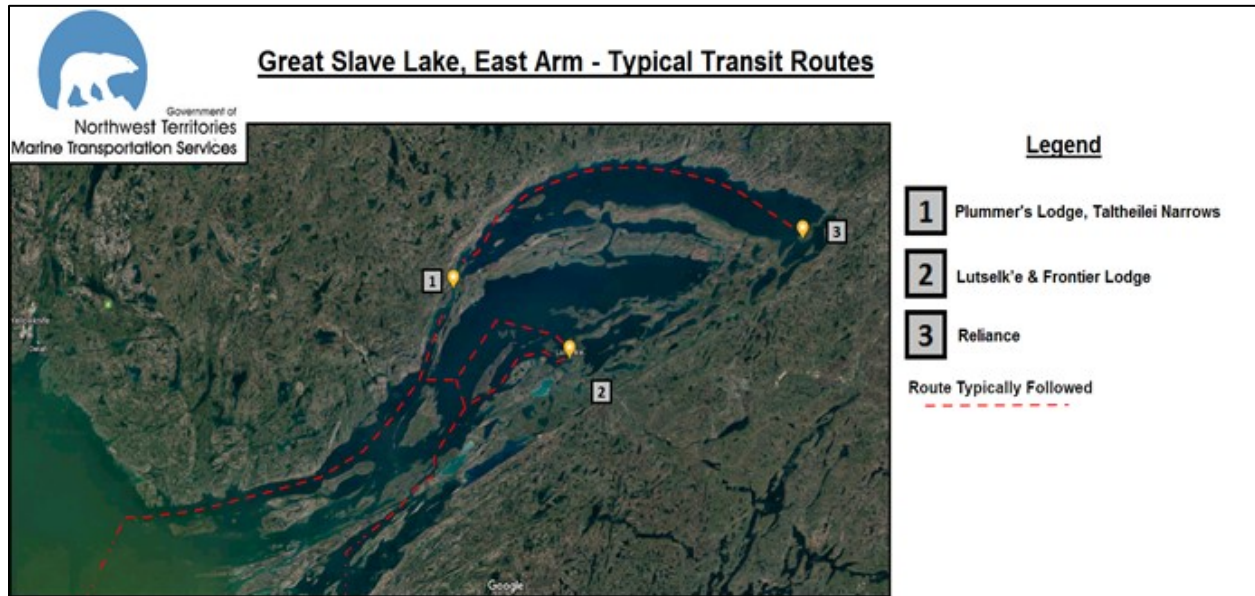 Great Slave Lake, East Arm - Typical Transit Routes
Government of
Northwest Territories
Marine Transportation Services
Legend
1 Plummer's Lodge, Taltheilei Narrows
2 Lutselk'e & Frontier Lodge
3 Reliance
Route Typically Followed
3
1
2
Google